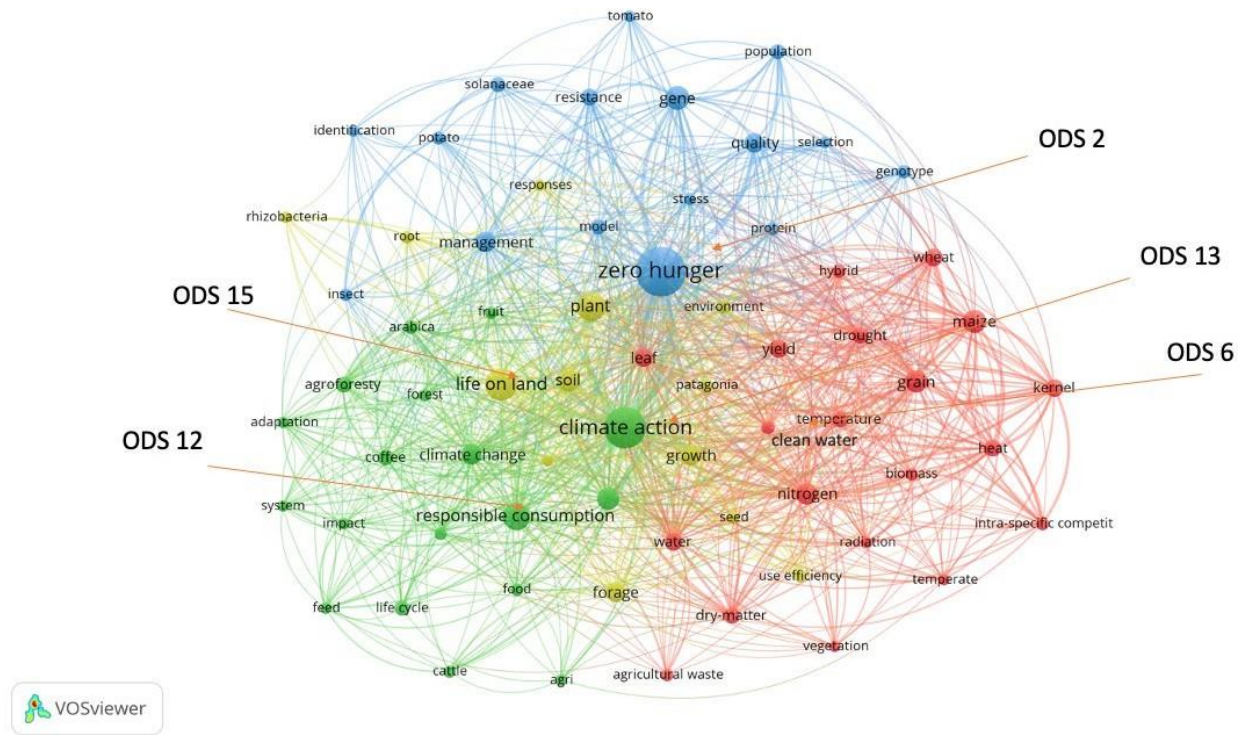 tomato
population
solanaceae
resistance
gene
identification
potato
quality
selection
ODS 2
genotype
responses
stress
rhizobacteria
root
management
model
protein
zero hunger
hybrid
wheat
ODS 13
ODS 15
insect
fruit
plant
environment
arabica
maize
drought
leaf
yield
ODS 6
agroforesty
life on land
soil
patagonia
grain
kernel
forest
adaptation
climate action
temperature
clean water
ODS 12
coffee
climate change
growth
heat
biomass
nitrogen
system
impact
responsible consumption
seed
intra-specific competit
water
radiation
use efficiency
temperate
food
forage
feed
life cycle
dry-matter
vegetation
cattle
agri
agricultural waste
VOSviewer